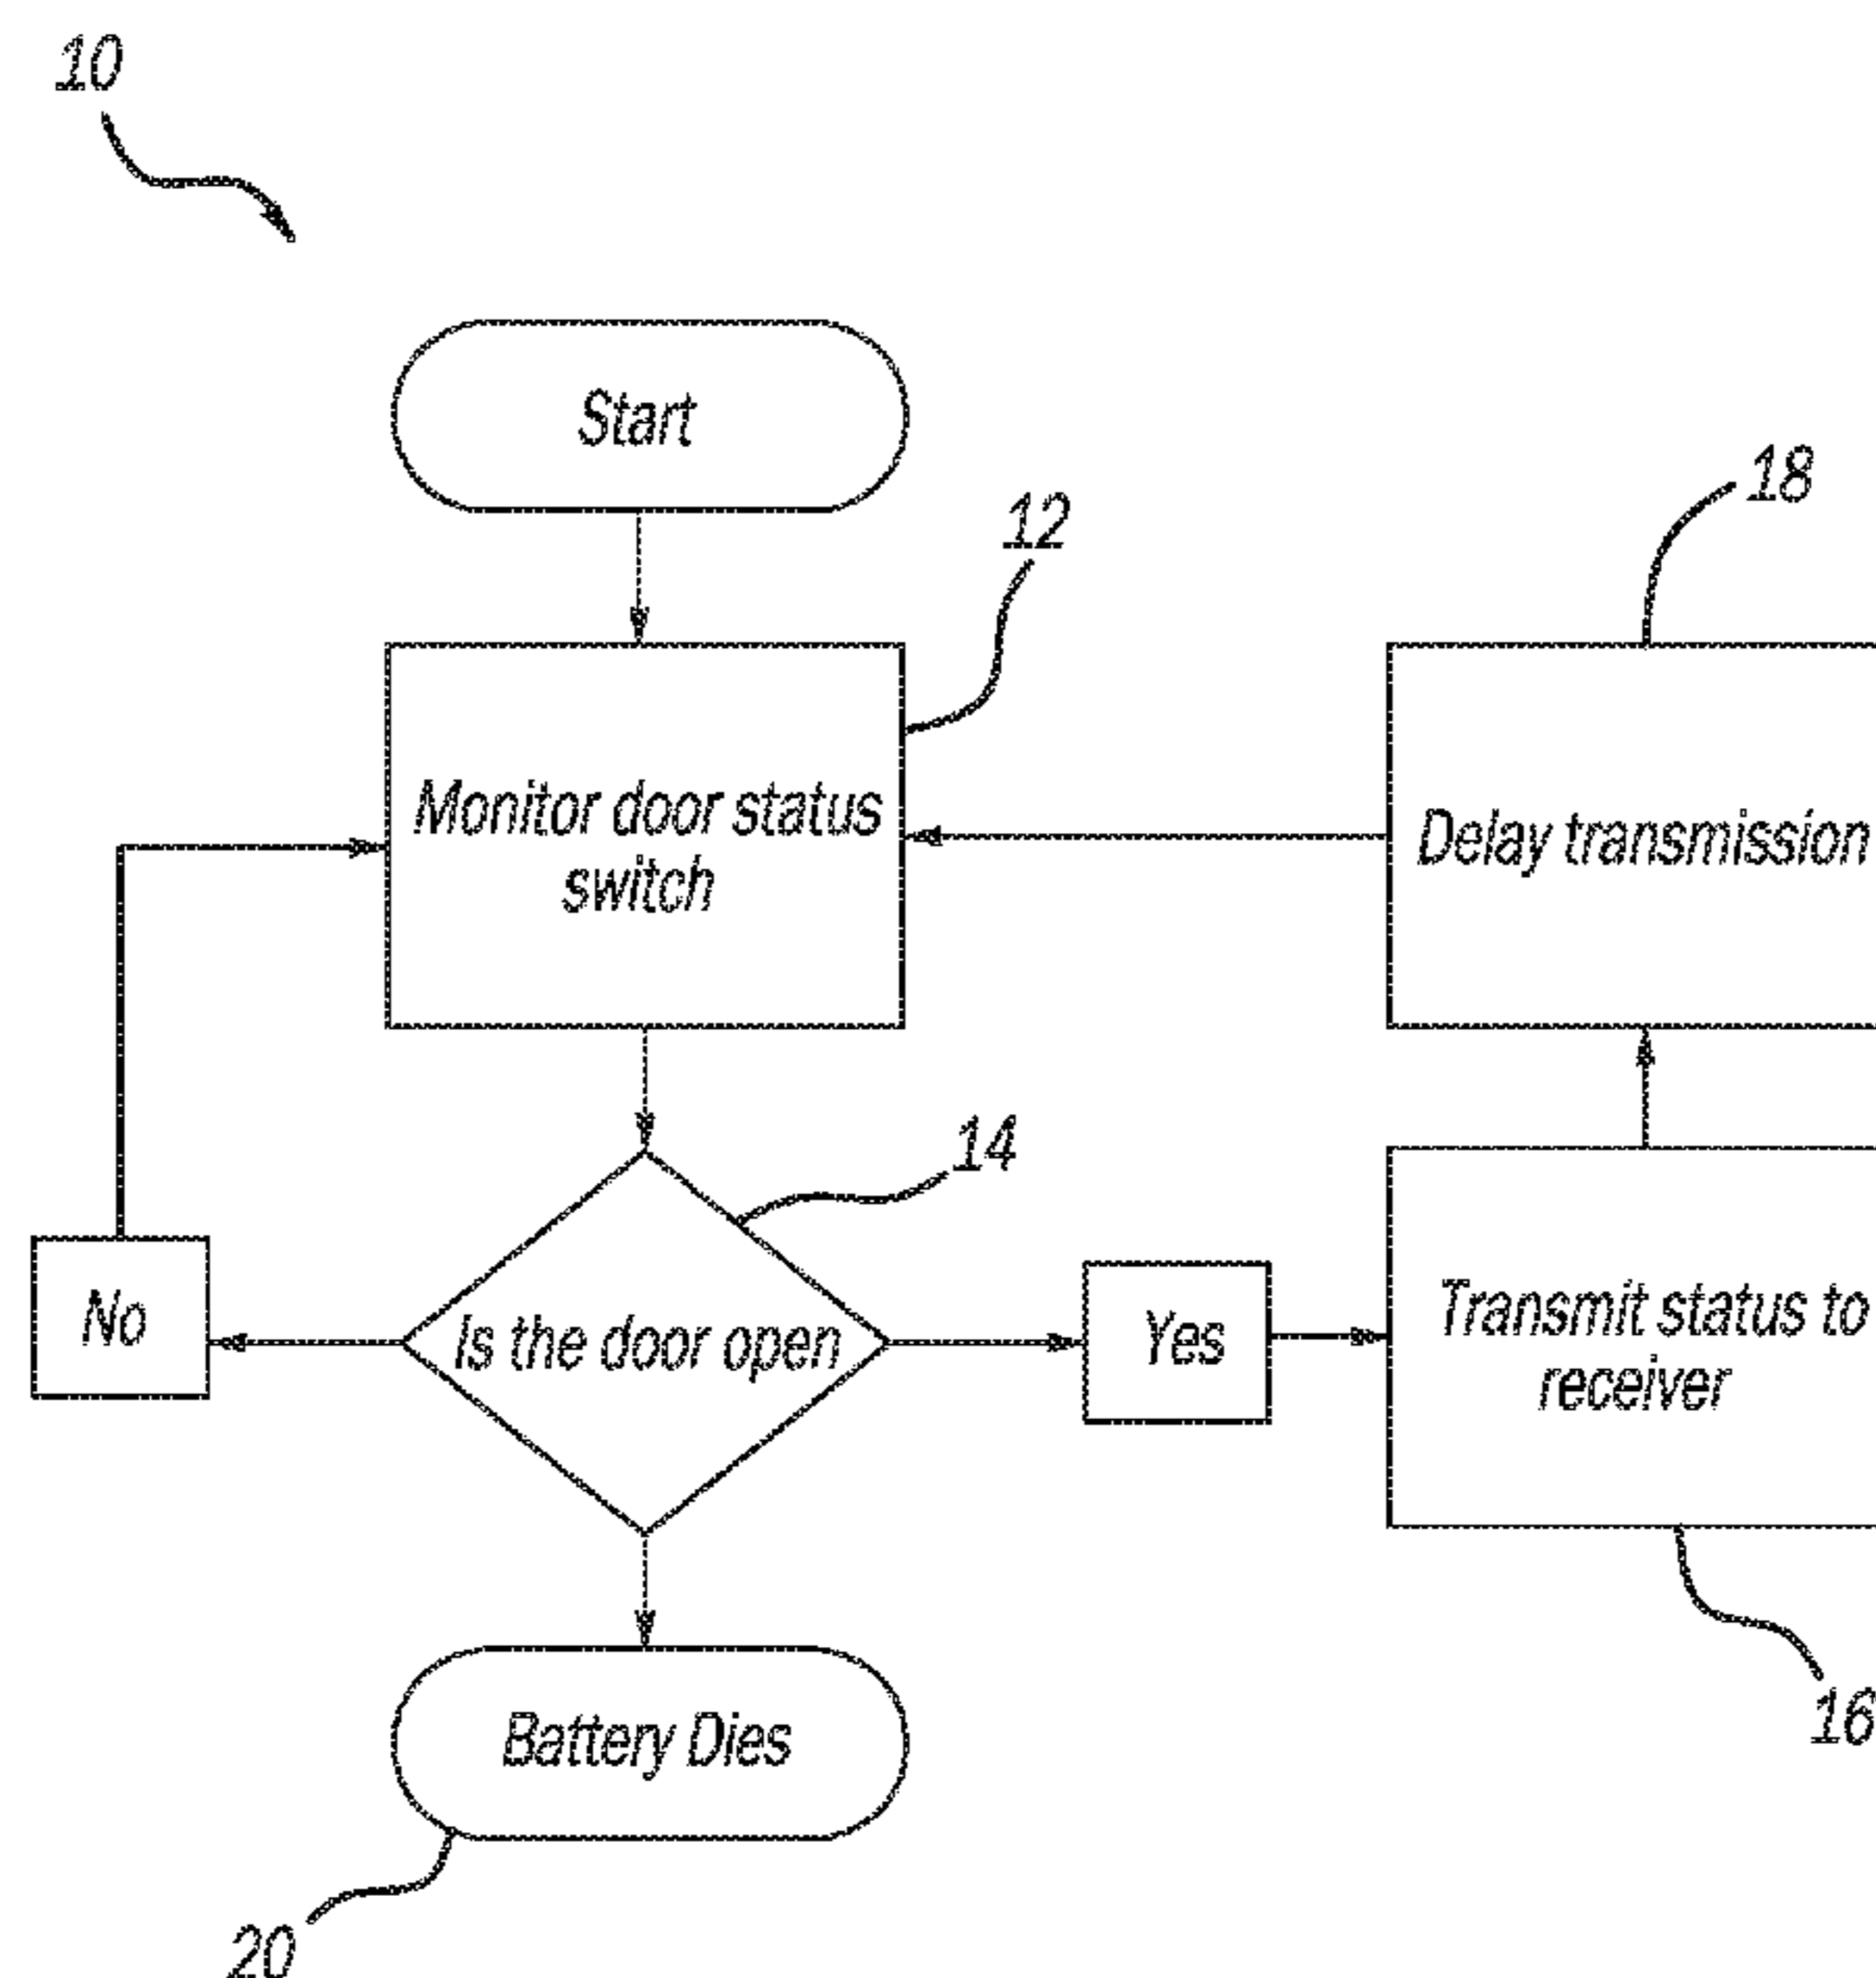 10
Start
12
18
Monitor door status
switch
Delay transmission
14
No
Is the door open
Yes
Transmit status to
receiver
16
Battery Dies
20